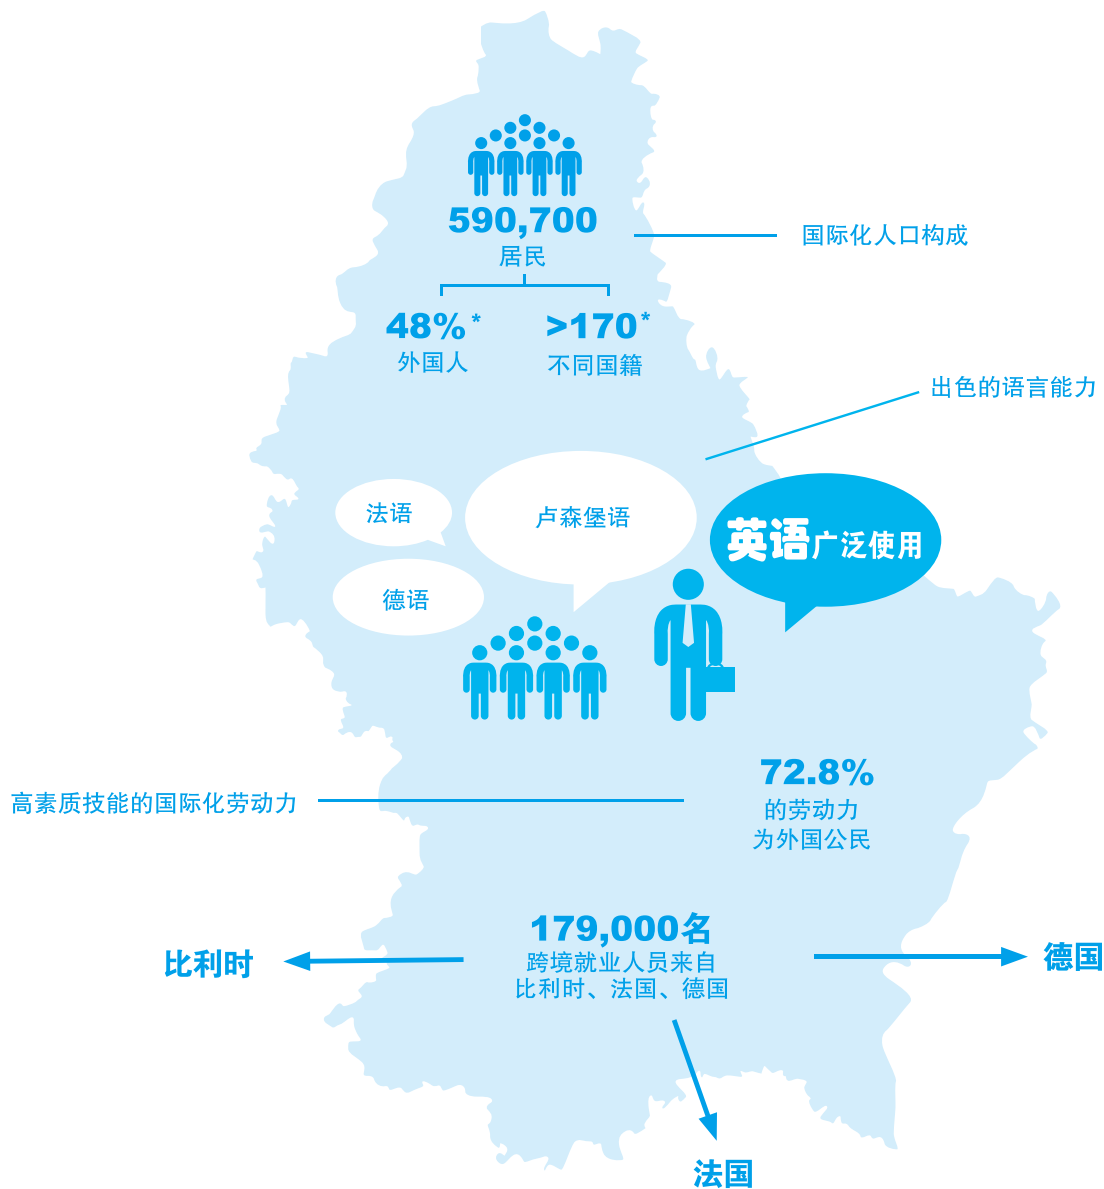 590,700
居民
国际化人口构成
48%*
外国人
>170*
不同国籍
出色的语言能力
法语
卢森堡语
英语广泛使用
德语
72.8%
的劳动力
为外国公民
高素质技能的国际化劳动力
179,000名
跨境就业人员来自
比利时、法国、德国
比利时
德国
法国